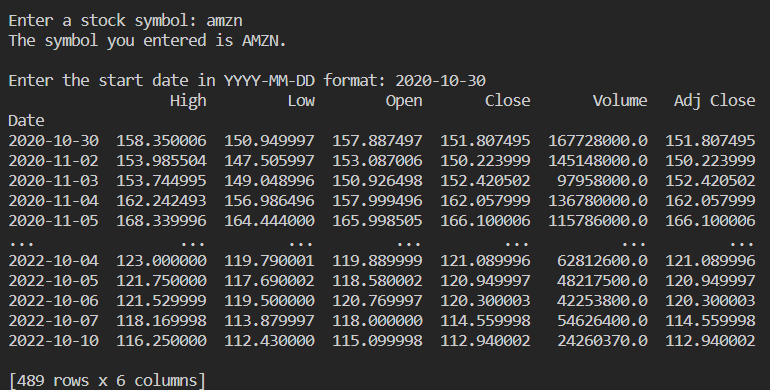 Enter a stock symbol: amzn
The symbol you entered is AMZN.
Enter the start date in YYYY-MM-DD format: 2020-10-30
High Low Open Close Volume Adj Close
Date
2020-10-30 158.350006 150.949997 157.887497 151.807495 167728000.0 151.807495
2020-11-02 153.985504 147.505997 153.087006 150.223999 145148000.0 150.223999
2020-11-03 153.744995 149.048996 150.926498 152.420502 97958000.0 152.420502
2020-11-04 162.242493 156.986496 157.999496 162.057999 136780000.0 162.057999
2020-11-05 168.339996 164.444000 165.998505 166.100006 115786000.0 166.100006
... ... ... ... ... ... ...
2022-10-04 123.000000 119.790001 119.889999 121.089996 62812600.0 121.089996
2022-10-05 121.750000 117.690002 118.580002 120.949997 48217500.0 120.949997
2022-10-06 121.529999 119.500000 120.769997 120.300003 42253800.0 120.300003
2022-10-07 118.169998 113.879997 118.000000 114.559998 54626400.0 114.559998
2022-10-10 116.250000 112.430000 115.099998 112.940002 24260370.0 112.940002
[489 rows x 6 columns]